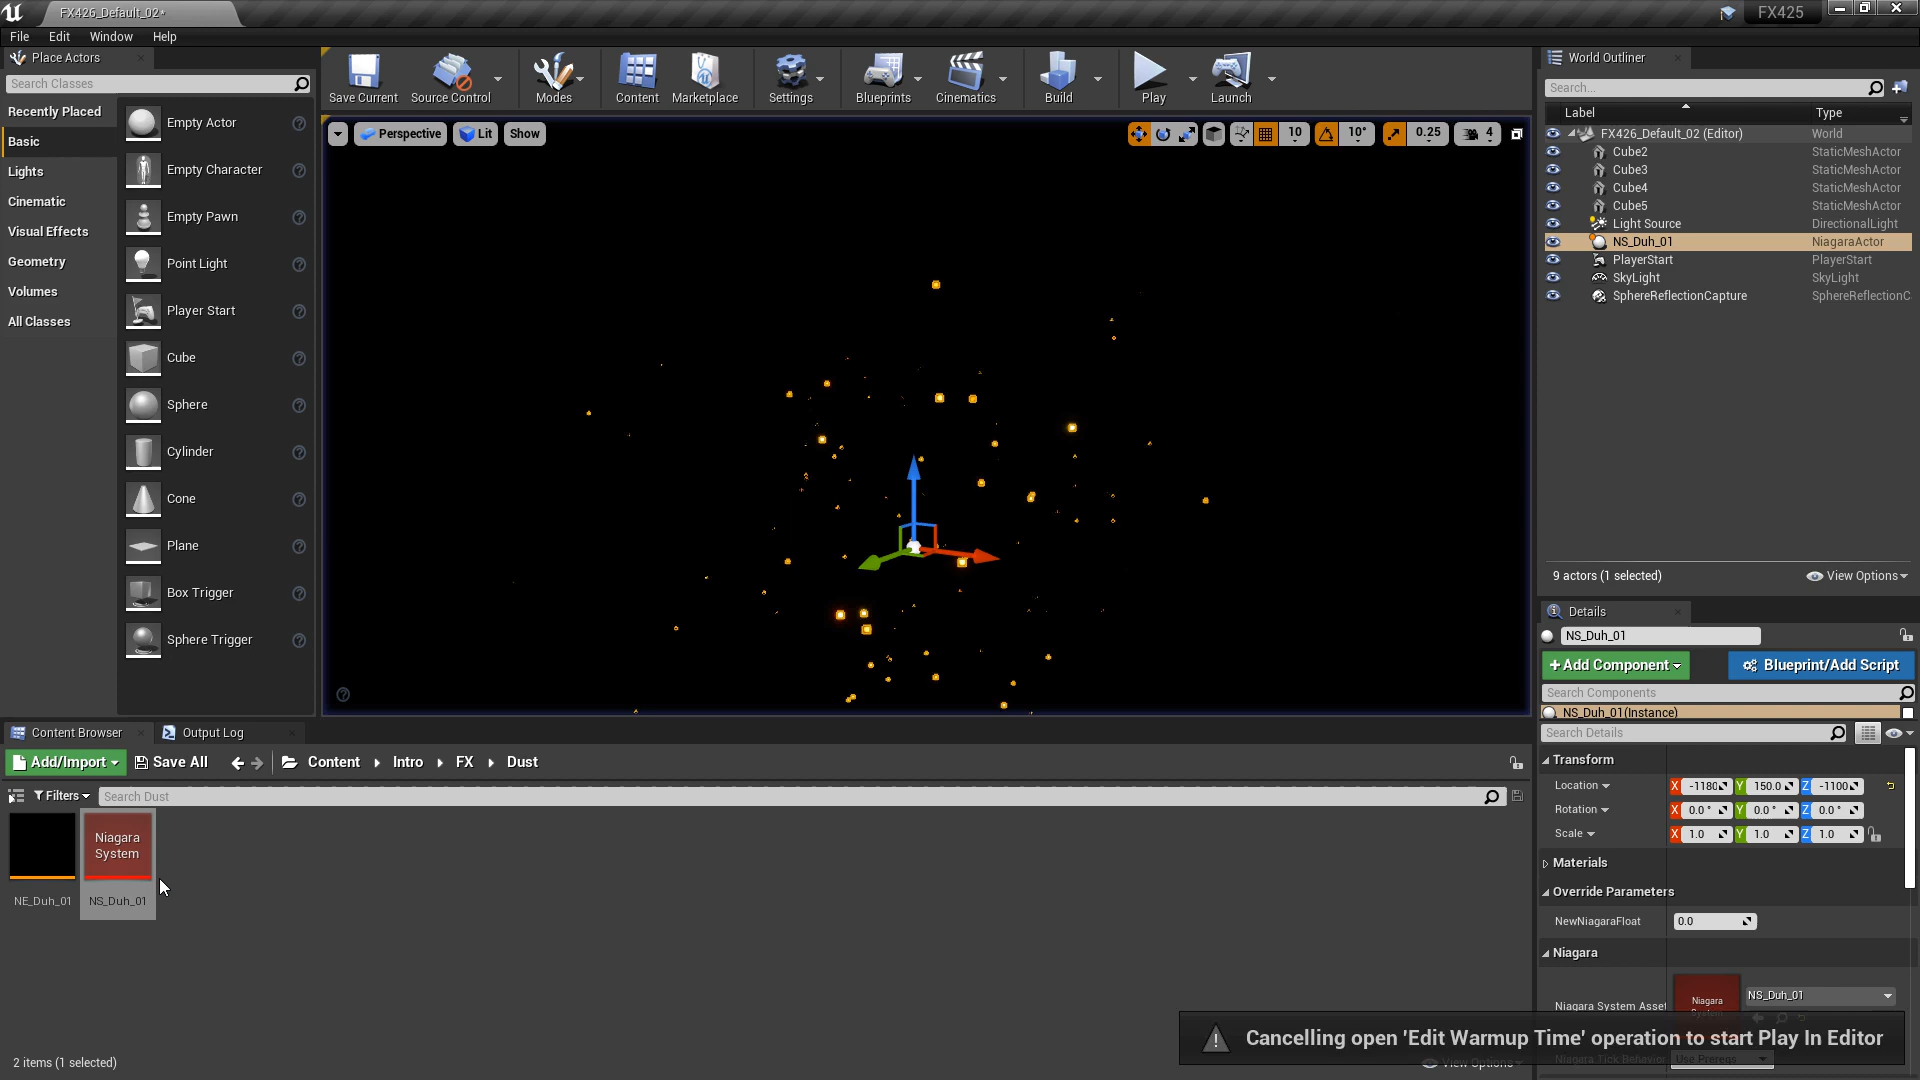 FX426_Default_02*
FX425
File Edit Window Help
Place Actors
Search Classes
Recently Placed
Basic
Lights
Cinematic
Visual Effects
Geometry
Volumes
All Classes
Empty Actor
Empty Character
Empty Pawn
Point Light
Player Start
Cube
Sphere
Cylinder
Cone
Plane
Box Trigger
Sphere Trigger
Save Current
Source Control
Modes
Content
Marketplace
Settings
Blueprints
Cinematics
Build
Play
Launch
Perspective
Lit
Show
10
10°
0.25
4
World Outliner
Search...
Label Type
FX426_Default_02 (Editor) World
Cube2 StaticMeshActor
Cube3 StaticMeshActor
Cube4 StaticMeshActor
Cube5 StaticMeshActor
Light Source DirectionalLight
NS_Duh_01 NiagaraActor
PlayerStart PlayerStart
SkyLight SkyLight
SphereReflectionCapture SphereReflectionC
9 actors (1 selected)
View Options
Details
NS_Duh_01
+Add Component
Blueprint/Add Script
Search Components
NS_Duh_01(Instance)
Search Details
Transform
Location X -1180 Y 150.0 Z -1100
Rotation X 0.0 ° Y 0.0 ° Z 0.0 °
Scale X 1.0 Y 1.0 Z 1.0
Materials
Override Parameters
NewNiagaraFloat 0.0
Niagara
Niagara System Asset
Niagara
NS_Duh_01
Niagara Tick Behavior
Use Prereqs
Content Browser
Output Log
Add/Import
Save All
Content Intro FX Dust
Filters
Search Dust
Niagara
System
NE_Duh_01
NS_Duh_01
2 items (1 selected)
View Options
Cancelling open 'Edit Warmup Time' operation to start Play In Editor